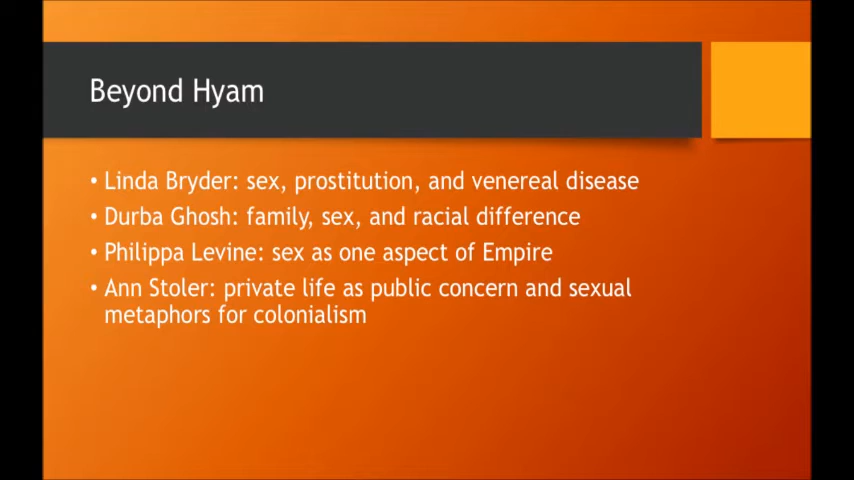 Beyond Hyam
• Linda Bryder: sex, prostitution, and venereal disease
• Durba Ghosh: family, sex, and racial difference
• Philippa Levine: sex as one aspect of Empire
• Ann Stoler: private life as public concern and sexual
metaphors for colonialism